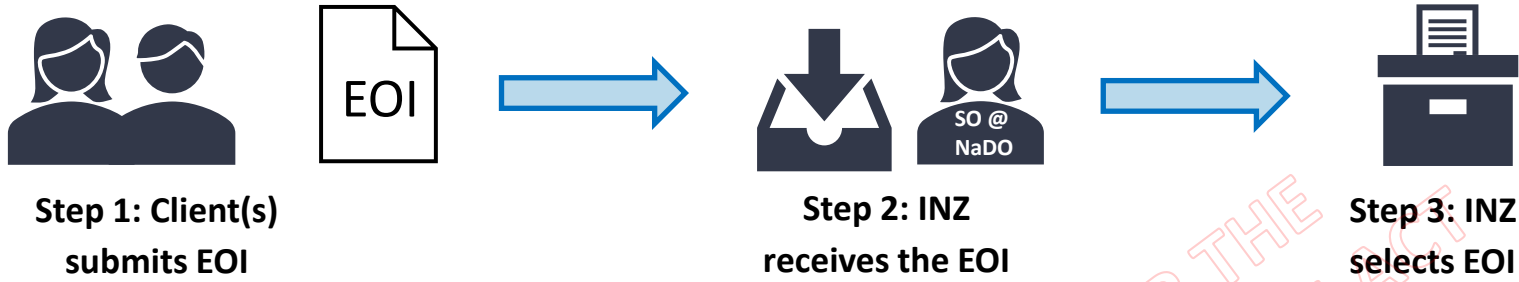 EOI
SO @
NaDO
Step 1: Client(s)
submits EOI
Step 2: INZ
receives the EOI
Step 3: INZ
selects EOI
THE